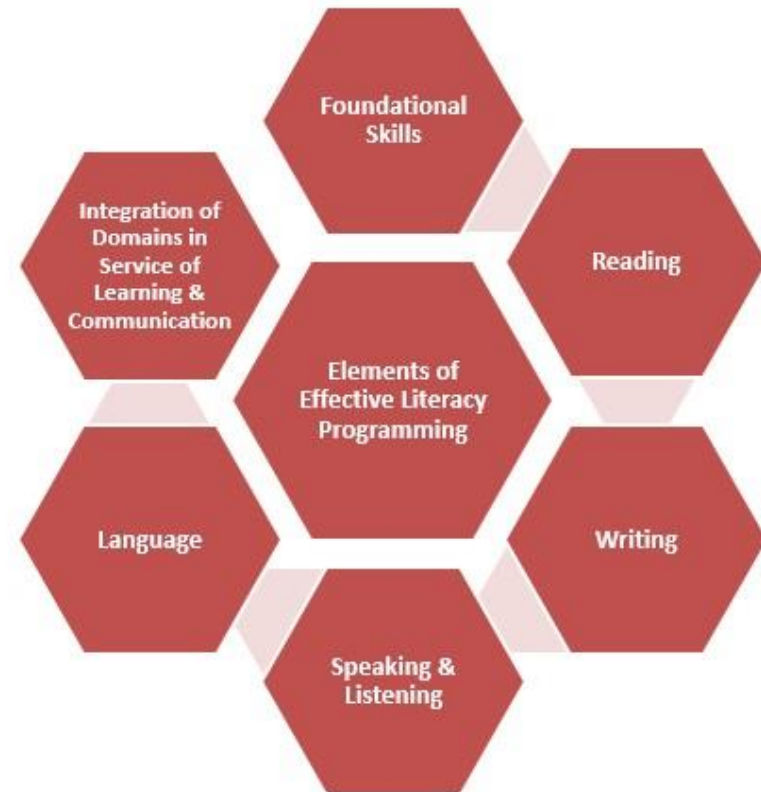 Foundational
Skills
Reading
Writing
Speaking &
Listening
Language
Integration of
Domains in
Service of
Learning &
Communication
Elements of
Effective Literacy
Programming